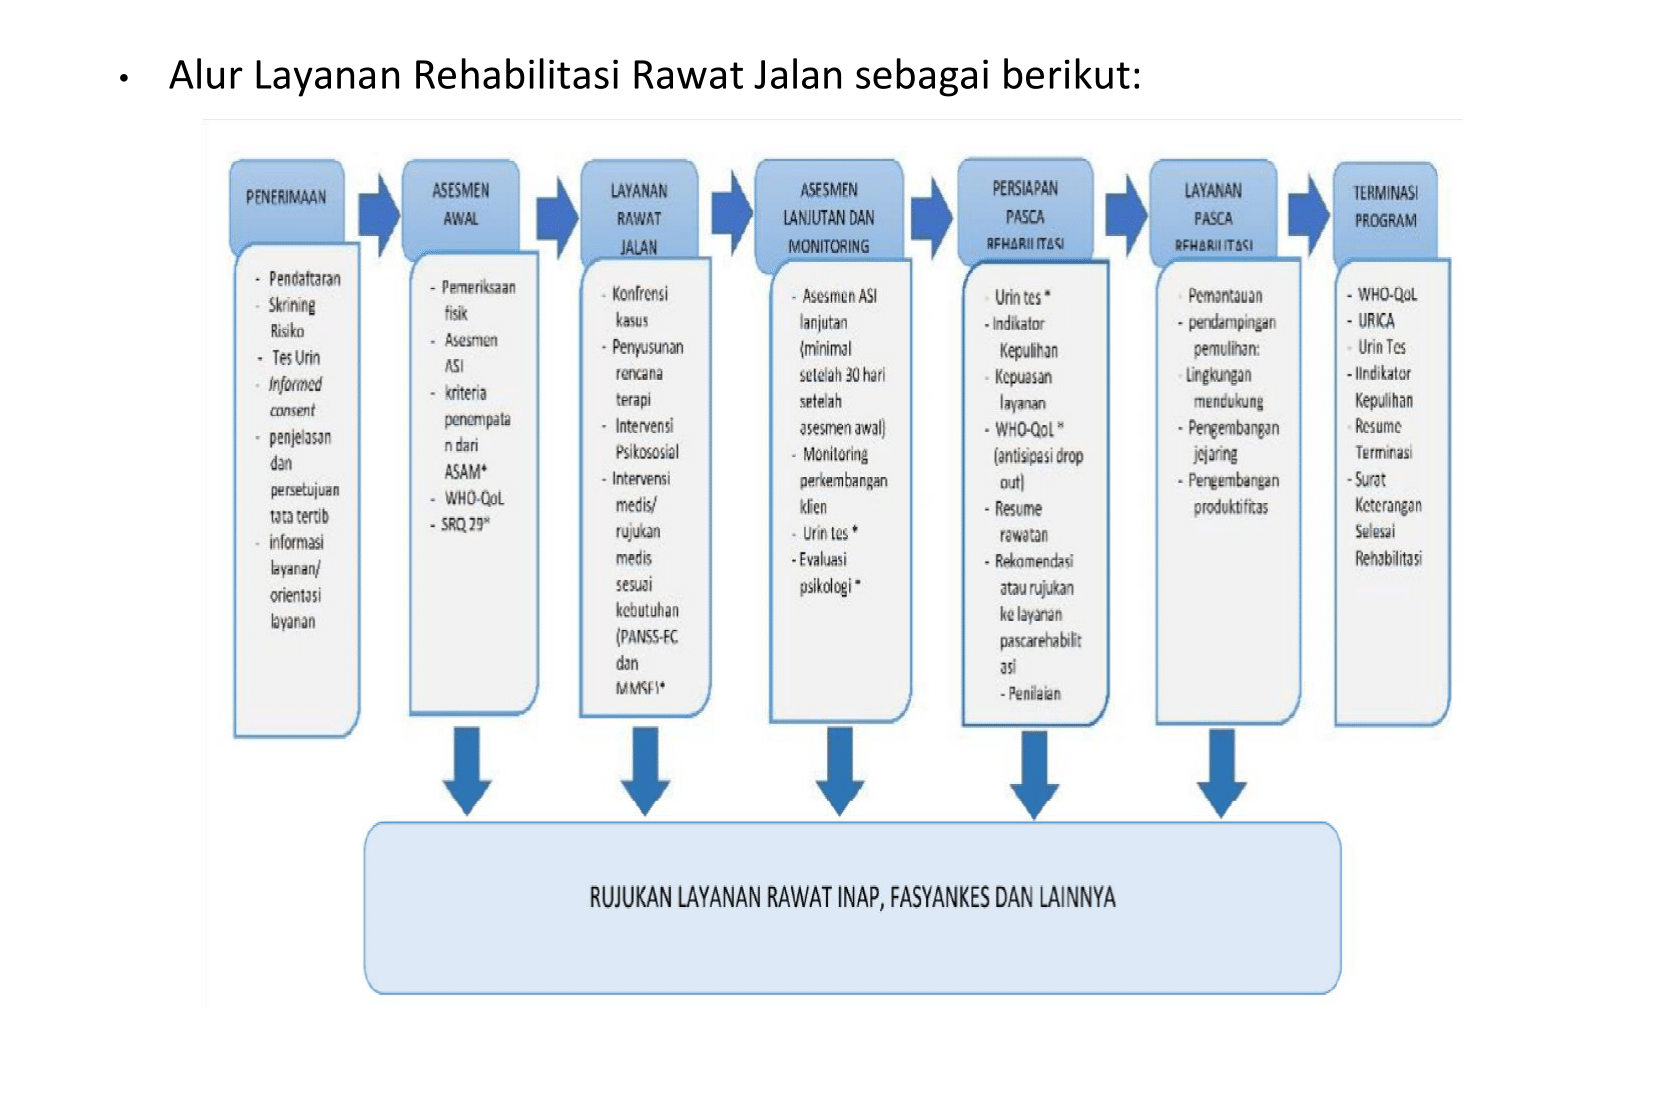 • Alur Layanan Rehabilitasi Rawat Jalan sebagai berikut:
PENERIMAAN
- Pendaftaran
- Skrining
Risiko
- Tes Urin
- Informed
consent
- penjelasan
dan
persetujuan
tata tertib
- informasi
layanan/
orientasi
layanan
ASESMEN
AWAL
- Pemeriksaan
fisik
- Asesmen
ASI
- kriteria
penempata
n dari
ASAM*
- WHO-QoL
- SRQ 29*
LAYANAN
RAWAT
JALAN
- Konfrensi
kasus
- Penyusunan
rencana
terapi
- Intervensi
Psikososial
- Intervensi
medis/
rujukan
medis
sesuai
kebutuhan
(PANSS-EC
dan
MMSE)*
ASESMEN
LANJUTAN DAN
MONITORING
- Asesmen ASI
lanjutan
(minimal
setelah 30 hari
setelah
asesmen awal)
- Monitoring
perkembangan
klien
- Urin tes *
- Evaluasi
psikologi *
PERSIAPAN
PASCA
REHABILITASI
- Urin tes *
- Indikator
Kepulihan
- Kepuasan
layanan
- WHO-QoL *
(antisipasi drop
out)
- Resume
rawatan
- Rekomendasi
atau rujukan
ke layanan
pascarehabilit
asi
- Penilaian
LAYANAN
PASCA
REHABILITASI
- Pemantauan
- pendampingan
pemulihan:
- Lingkungan
mendukung
- Pengembangan
jejaring
- Pengembangan
produktifitas
TERMINASI
PROGRAM
- WHO-QoL
- URICA
- Urin Tes
- IIndikator
Kepulihan
- Resume
Terminasi
- Surat
Keterangan
Selesai
Rehabilitasi
RUJUKAN LAYANAN RAWAT INAP, FASYANKES DAN LAINNYA